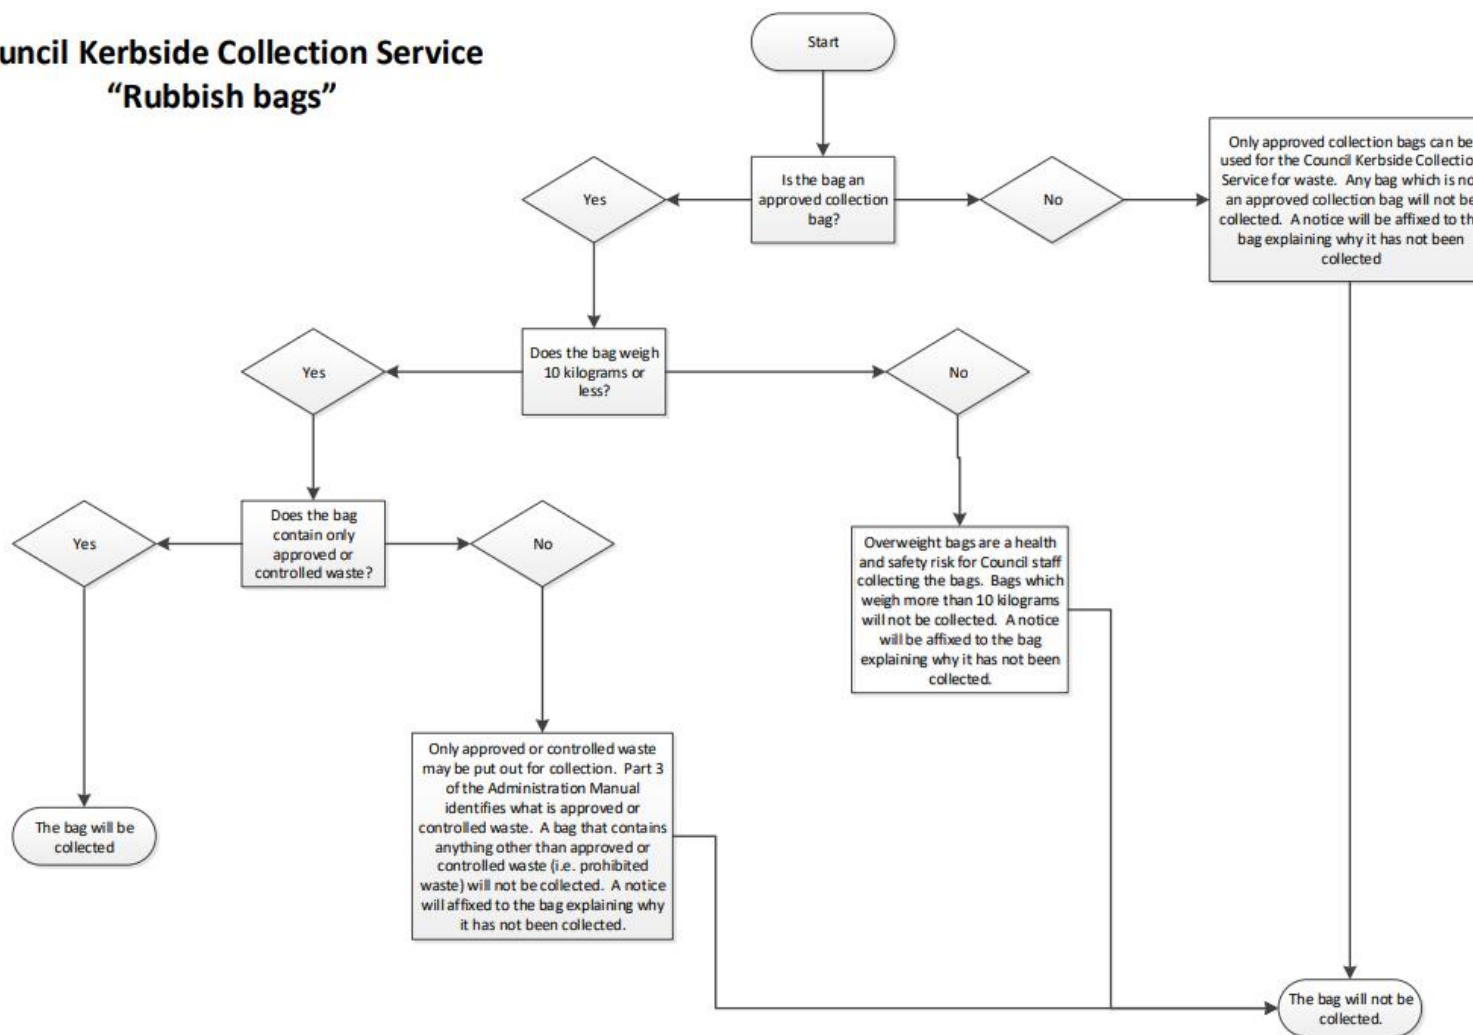 uncil Kerbside Collection Service
“Rubbish bags”
Start
Is the bag an
approved collection
bag?
Yes
No
Only approved collection bags can be
used for the Council Kerbside Collectio
Service for waste. Any bag which is no
an approved collection bag will not be
collected. A notice will be affixed to th
bag explaining why it has not been
collected
Does the bag weigh
10 kilograms or
less?
Yes
No
Does the bag
contain only
approved or
controlled waste?
Yes
No
Overweight bags are a health
and safety risk for Council staff
collecting the bags. Bags which
weigh more than 10 kilograms
will not be collected. A notice
will be affixed to the bag
explaining why it has not been
collected.
Only approved or controlled waste
may be put out for collection. Part 3
of the Administration Manual
identifies what is approved or
controlled waste. A bag that contains
anything other than approved or
controlled waste (i.e. prohibited
waste) will not be collected. A notice
will affixed to the bag explaining why
it has not been collected.
The bag will be
collected
The bag will not be
collected.